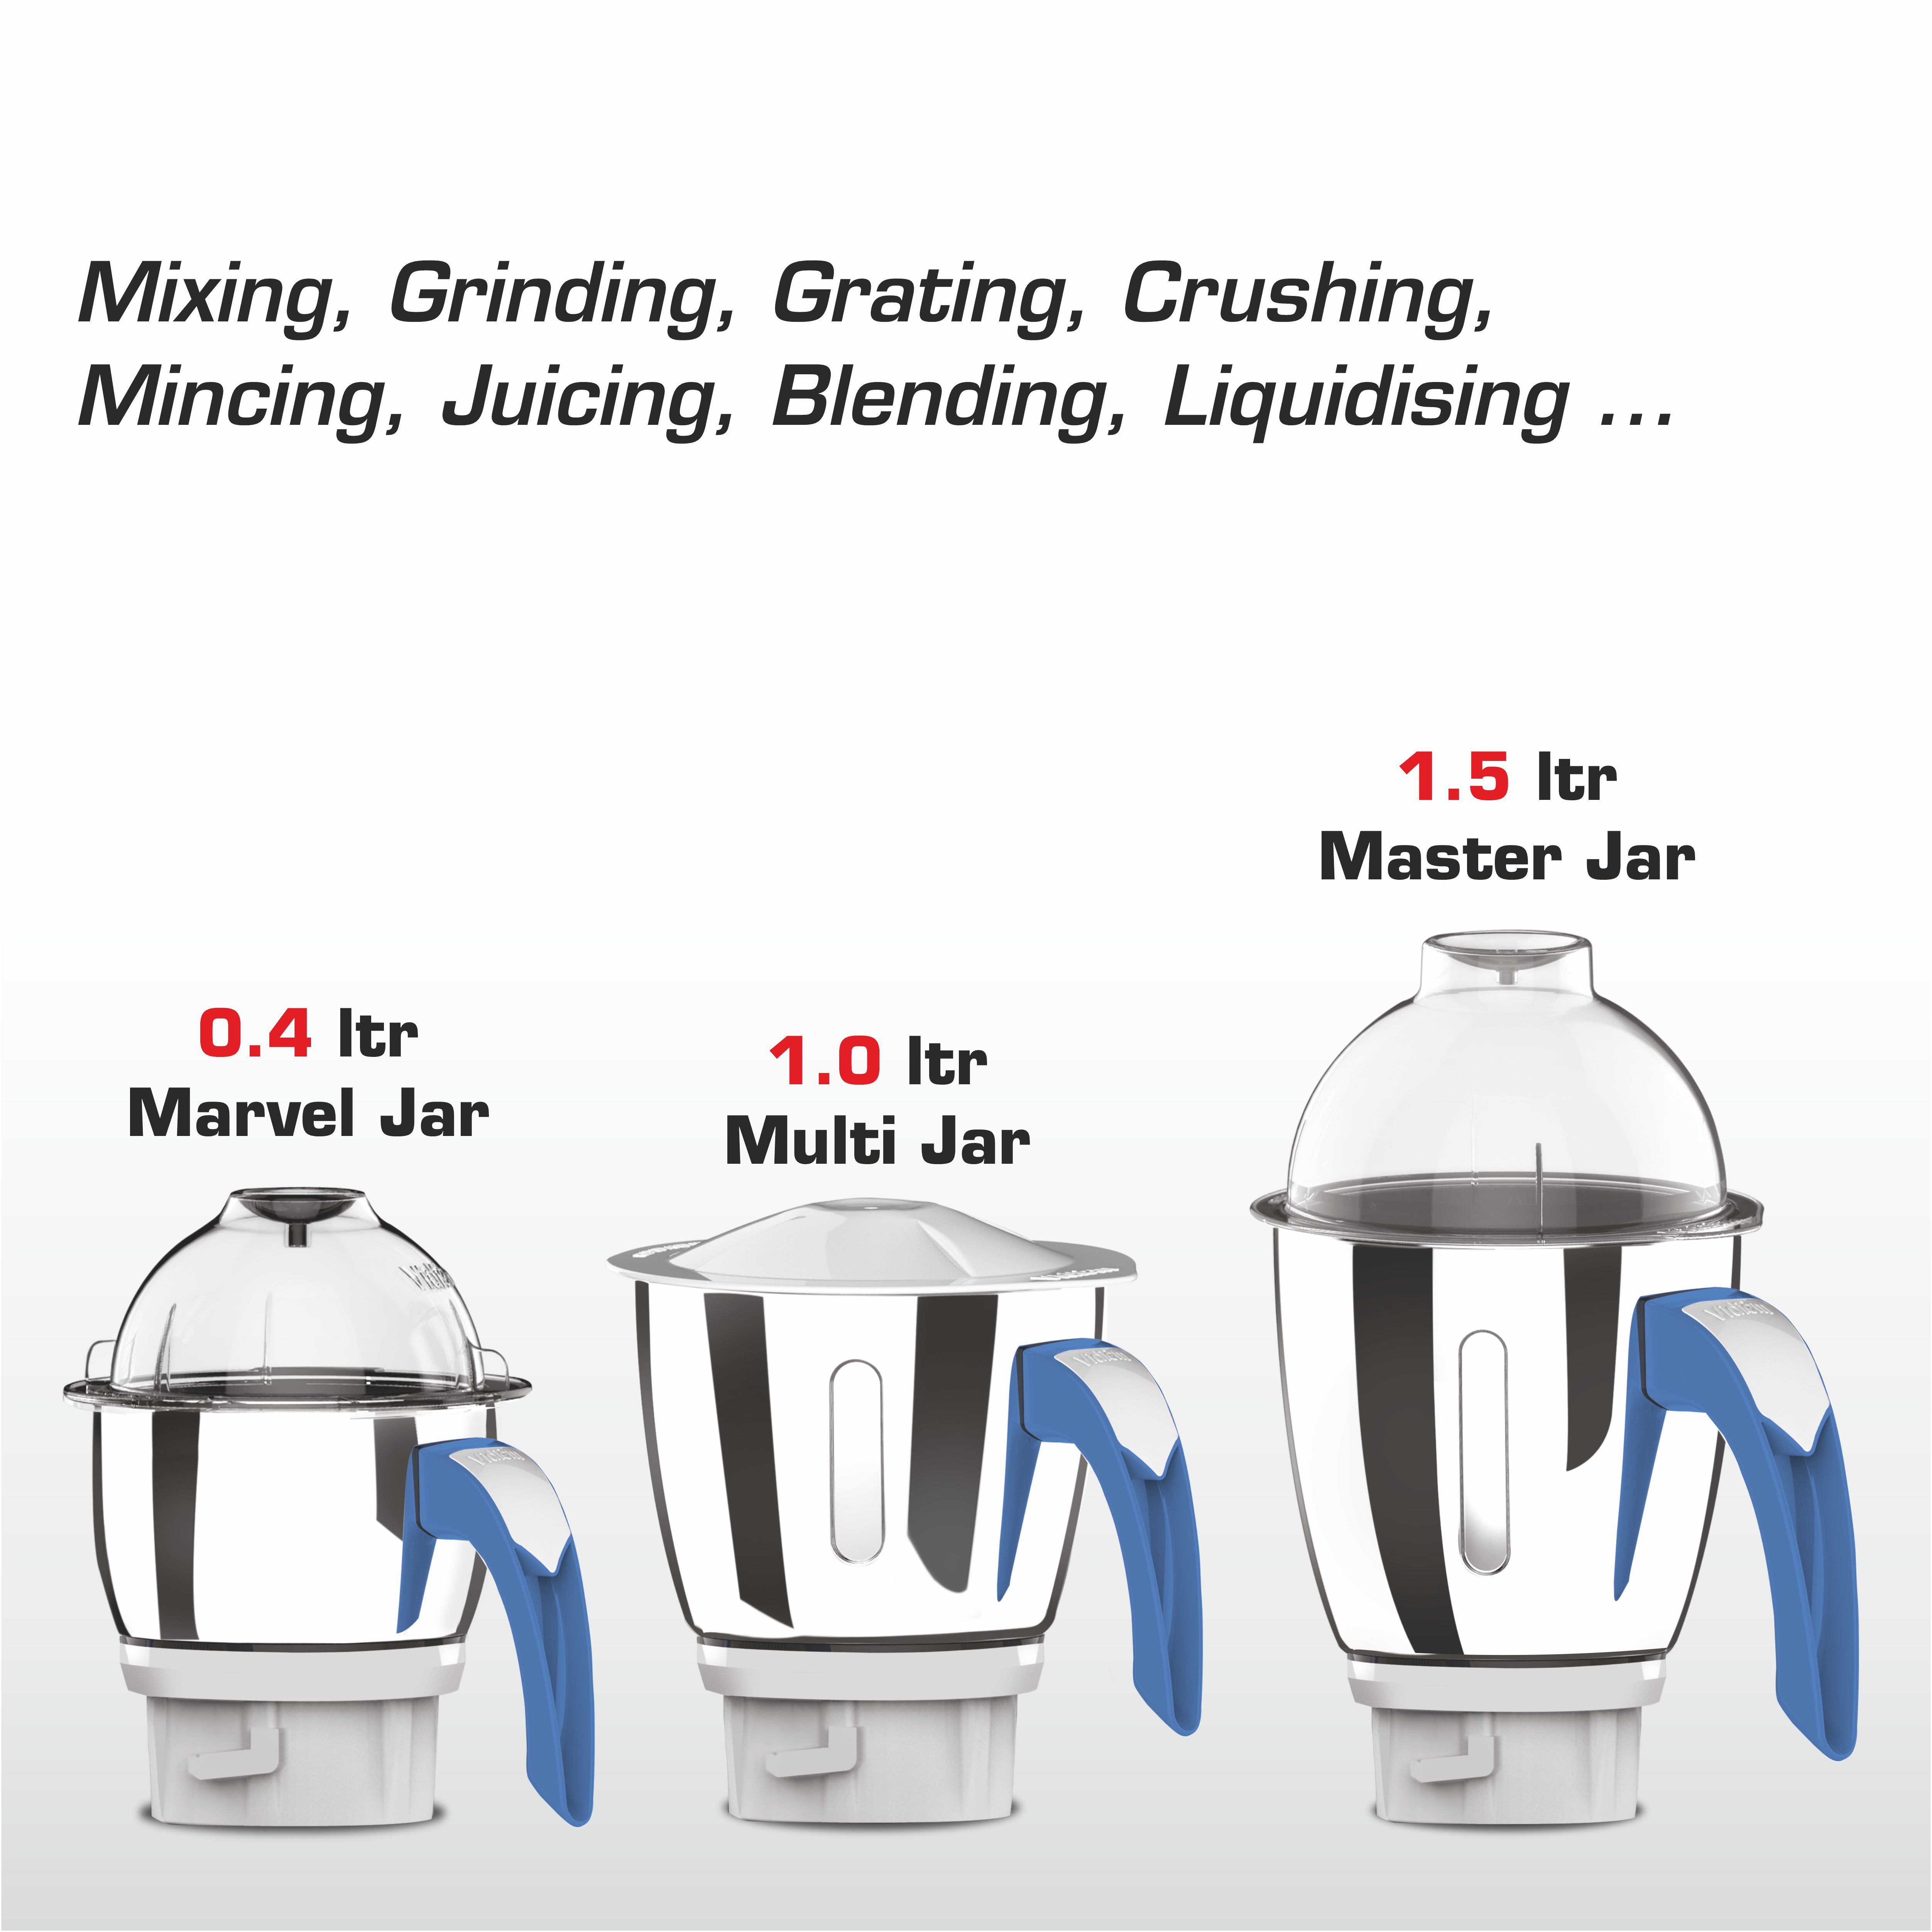 Mixing, Grinding, Grating, Crushing,
Mincing, Juicing, Blending, Liquidising ...
1.5 ltr
Master Jar
0.4 ltr
Marvel Jar
1.0 ltr
Multi Jar